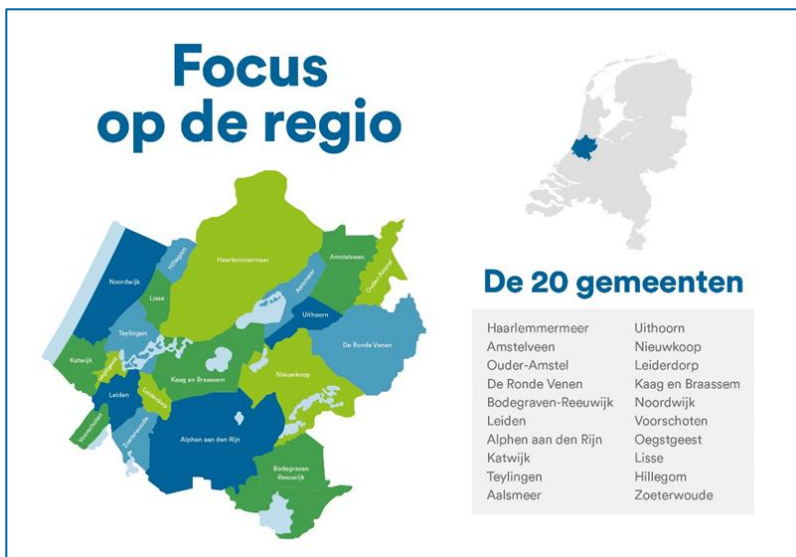 Focus
op de regio
Haarlemmermeer
Amstelveen
Ouder-Amstel
Hillegom
Noordwijk
Lisse
Aalsmeer
Uithoorn
Teylingen
De Ronde Venen
Katwijk
Oegstgeest
Kaag en Braassem
Nieuwkoop
Leiden
Leiderdorp
Voorschoten
Zoeterwoude
Alphen aan den Rijn
Bodegraven
Reeuwijk
De 20 gemeenten
Haarlemmermeer
Amstelveen
Ouder-Amstel
De Ronde Venen
Bodegraven-Reeuwijk
Leiden
Alphen aan den Rijn
Katwijk
Teylingen
Aalsmeer
Uithoorn
Nieuwkoop
Leiderdorp
Kaag en Braassem
Noordwijk
Voorschoten
Oegstgeest
Lisse
Hillegom
Zoeterwoude